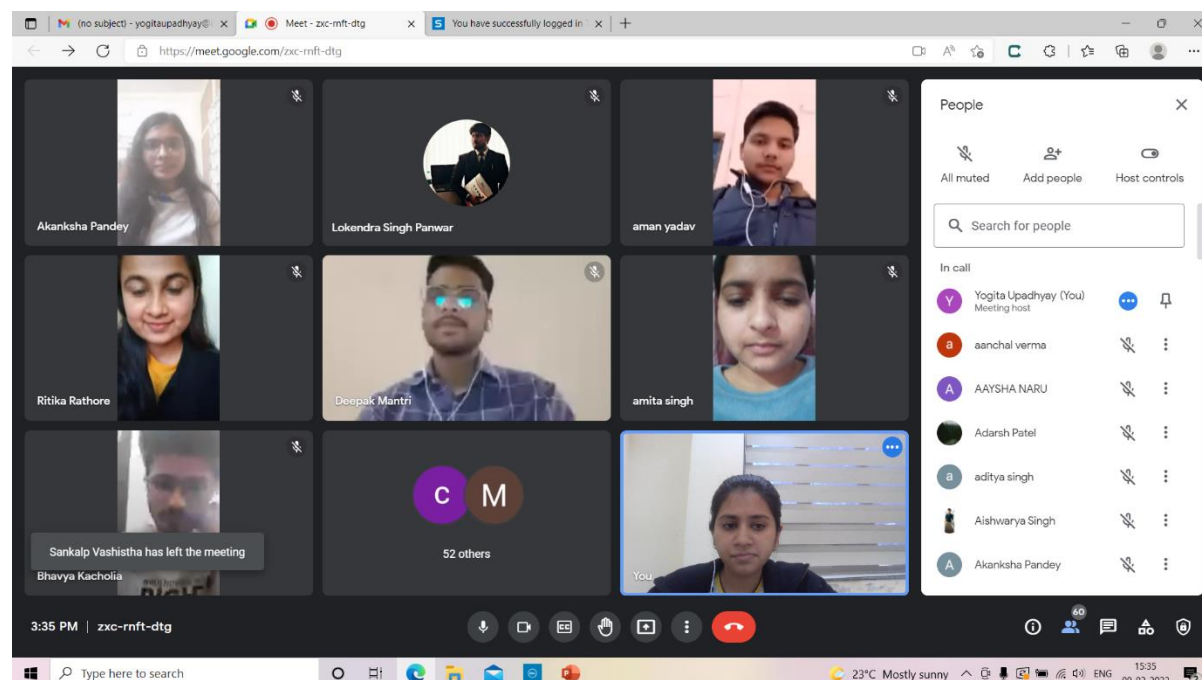 (no subject) - yogitaupadhyay@
Meet - zxc-rnft-dtg
S You have successfully logged in
https://meet.google.com/zxc-rnft-dtg
Akanksha Pandey
Lokendra Singh Panwar
aman yadav
Ritika Rathore
Deepak Mantri
amita singh
Sankalp Vashistha has left the meeting
Bhavya Kacholia
C M
52 others
You
People
All muted
Add people
Host controls
Search for people
In call
Y Yogita Upadhyay (You)
Meeting host
a aanchal verma
A AAYSHA NARU
Adarsh Patel
a aditya singh
Aishwarya Singh
A Akanksha Pandey
3:35 PM | zxc-rnft-dtg
CC
60
Type here to search
23°C Mostly sunny
ENG
15:35